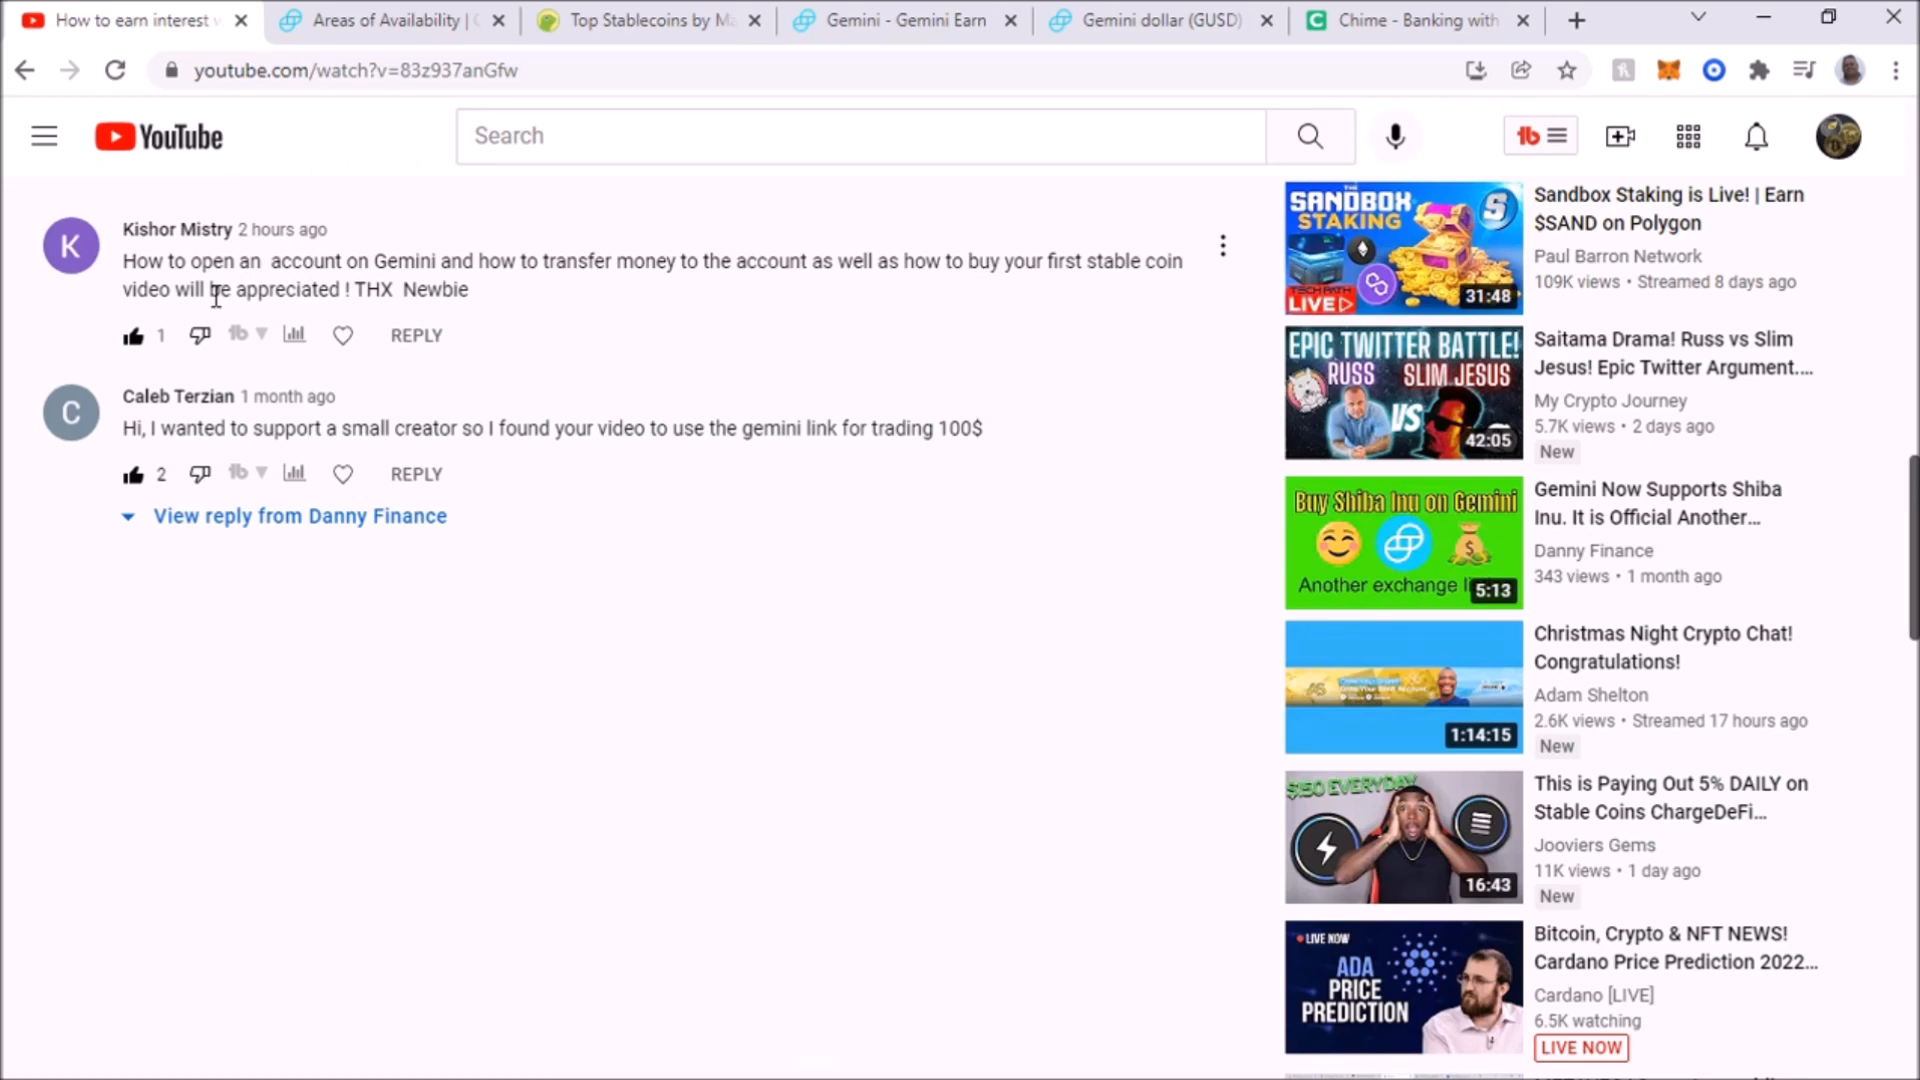 How to earn interest
Areas of Availability |
Top Stablecoins by Ma
Gemini - Gemini Earn
Gemini dollar (GUSD)
Chime - Banking with
youtube.com/watch?v=83z937anGfw
YouTube
Search
Kishor Mistry 2 hours ago
How to open an account on Gemini and how to transfer money to the account as well as how to buy your first stable coin
video will be appreciated ! THX Newbie
1
REPLY
Caleb Terzian 1 month ago
Hi, I wanted to support a small creator so I found your video to use the gemini link for trading 100$
2
REPLY
View reply from Danny Finance
SANDBOX
STAKING
TECH PATH
LIVE
31:48
Sandbox Staking is Live! | Earn
$SAND on Polygon
Paul Barron Network
109K views • Streamed 8 days ago
EPIC TWITTER BATTLE!
RUSS
SLIM JESUS
VS
42:05
Saitama Drama! Russ vs Slim
Jesus! Epic Twitter Argument....
My Crypto Journey
5.7K views • 2 days ago
New
Buy Shiba Inu on Gemini
Another exchange
5:13
Gemini Now Supports Shiba
Inu. It is Official Another...
Danny Finance
343 views • 1 month ago
1:14:15
Christmas Night Crypto Chat!
Congratulations!
Adam Shelton
2.6K views • Streamed 17 hours ago
New
$150 EVERYDAY
16:43
This is Paying Out 5% DAILY on
Stable Coins ChargeDeFi...
Jooviers Gems
11K views • 1 day ago
New
LIVE NOW
ADA
PRICE
PREDICTION
Bitcoin, Crypto & NFT NEWS!
Cardano Price Prediction 2022...
Cardano [LIVE]
6.5K watching
LIVE NOW